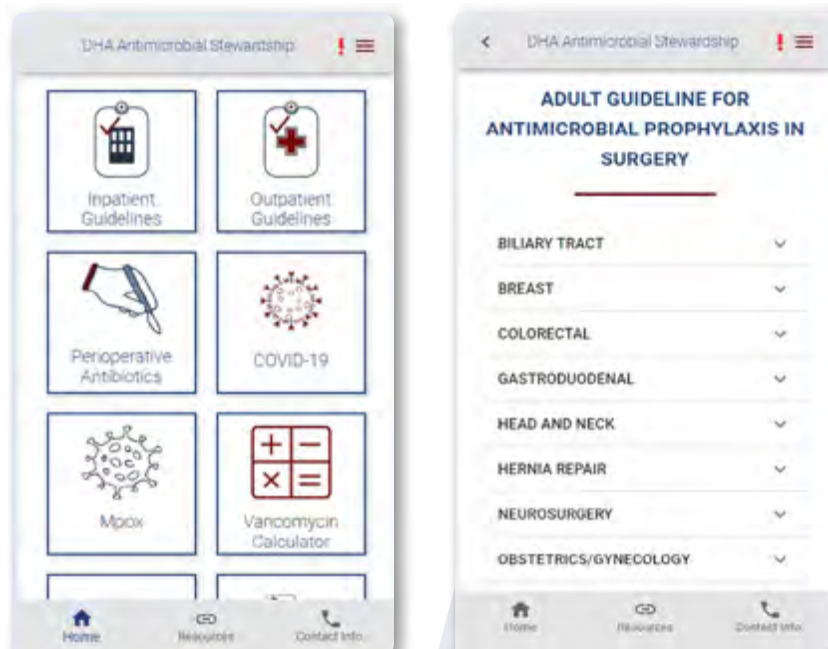 DHA Antimicrobial Stewardship
Inpatient
Guidelines
Outpatient
Guidelines
Perioperative
Antibiotics
COVID-19
Mpox
Vancomycin
Calculator
Home
Resources
Contact Info
DHA Antimicrobial Stewardship
ADULT GUIDELINE FOR
ANTIMICROBIAL PROPHYLAXIS IN
SURGERY
BILIARY TRACT
BREAST
COLORECTAL
GASTRODUODENAL
HEAD AND NECK
HERNIA REPAIR
NEUROSURGERY
OBSTETRICS/GYNECOLOGY
Home
Resources
Contact Info